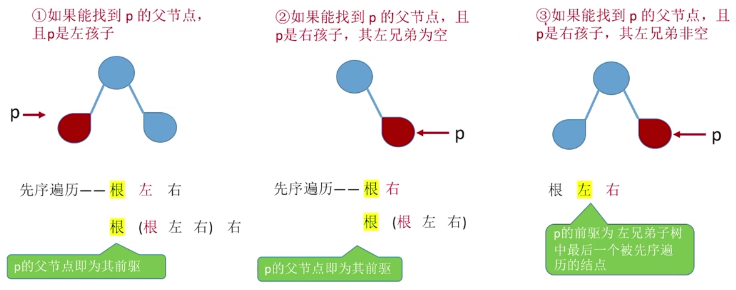 ①如果能找到 p 的父节点，
且p是左孩子
p
先序遍历——根 左 右
根 (根 左 右) 右
p的父节点即为其前驱
②如果能找到 p 的父节点，且
p是右孩子，其左兄弟为空
p
先序遍历——根 右
根 (根 左 右)
p的父节点即为其前驱
③如果能找到 p 的父节点，且
p是右孩子，其左兄弟非空
p
根 左 右
p的前驱为 左兄弟子树
中最后一个被先序遍
历的结点